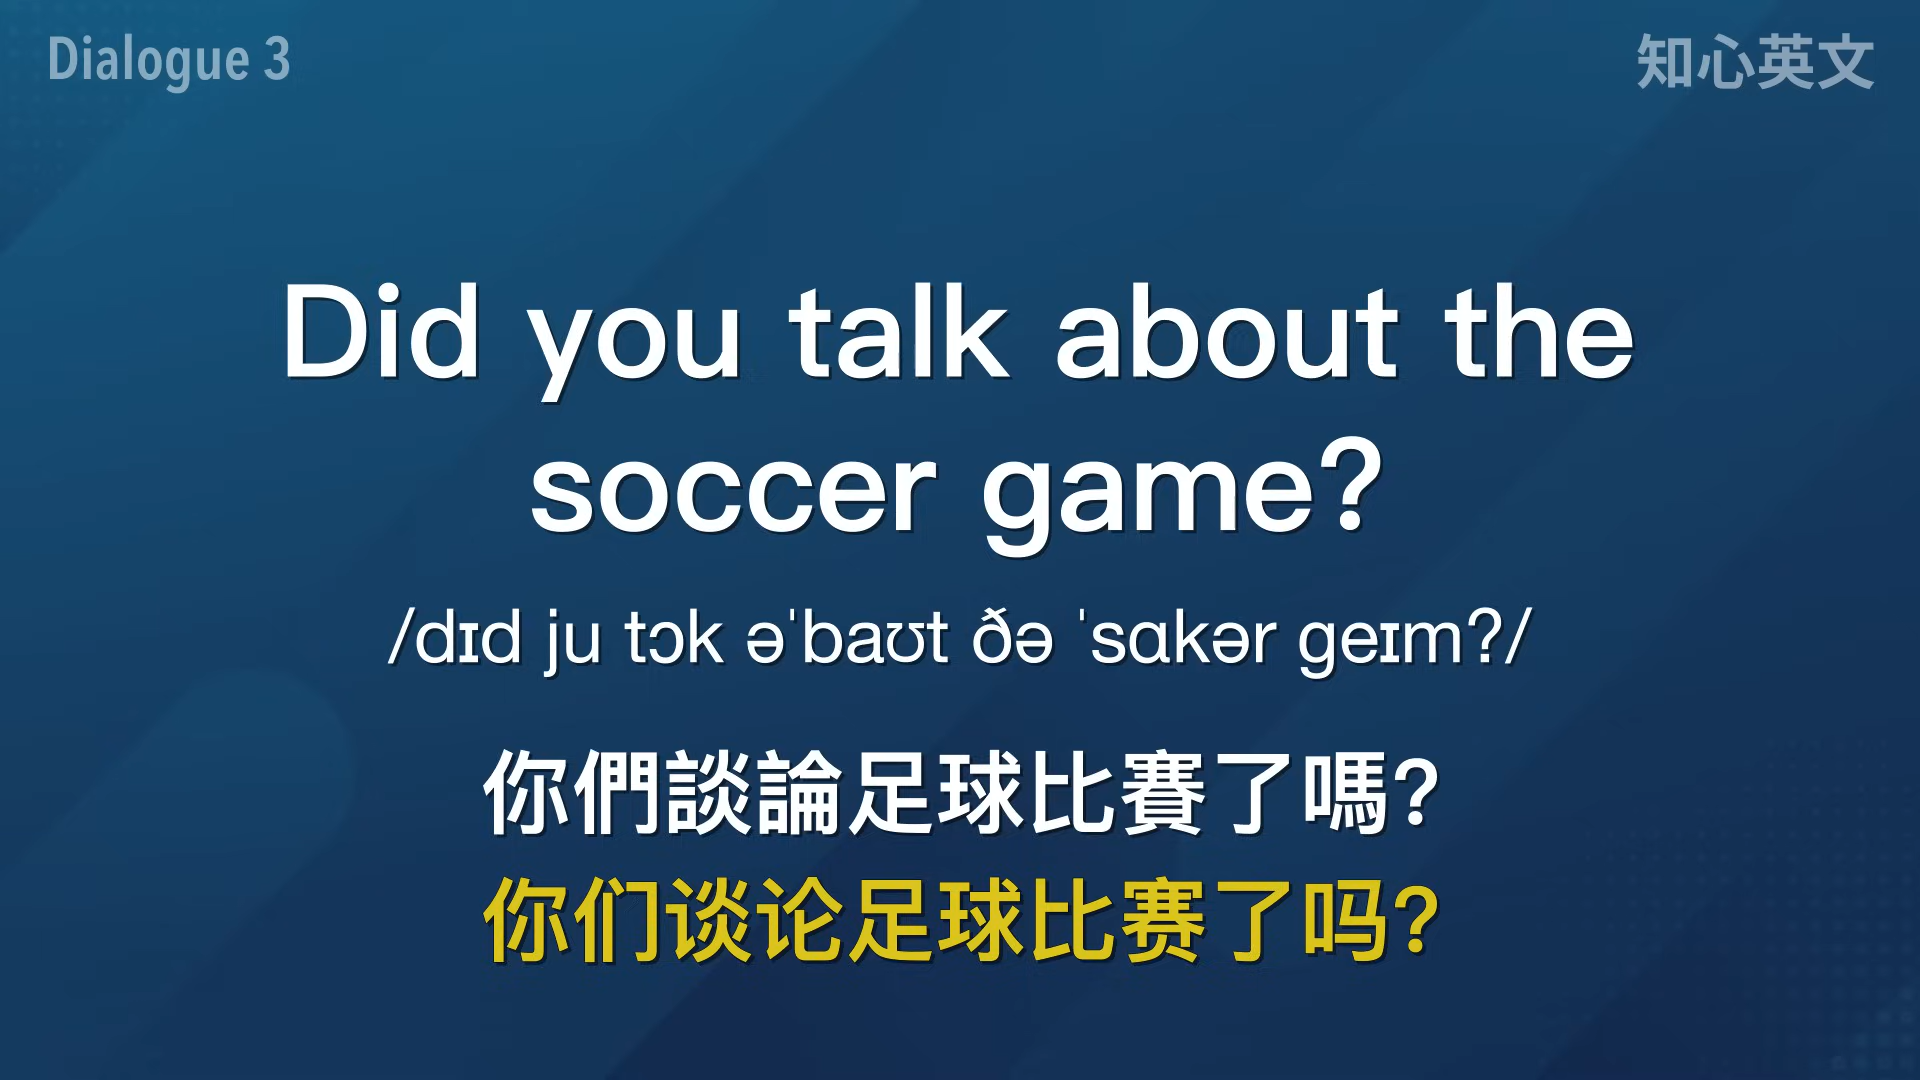 Dialogue 3
知心英文
Did you talk about the
soccer game?
/dɪd ju tɔk əˈbaʊt ðə ˈsɑkər geɪm?/
你們談論足球比賽了嗎?
你们谈论足球比赛了吗?